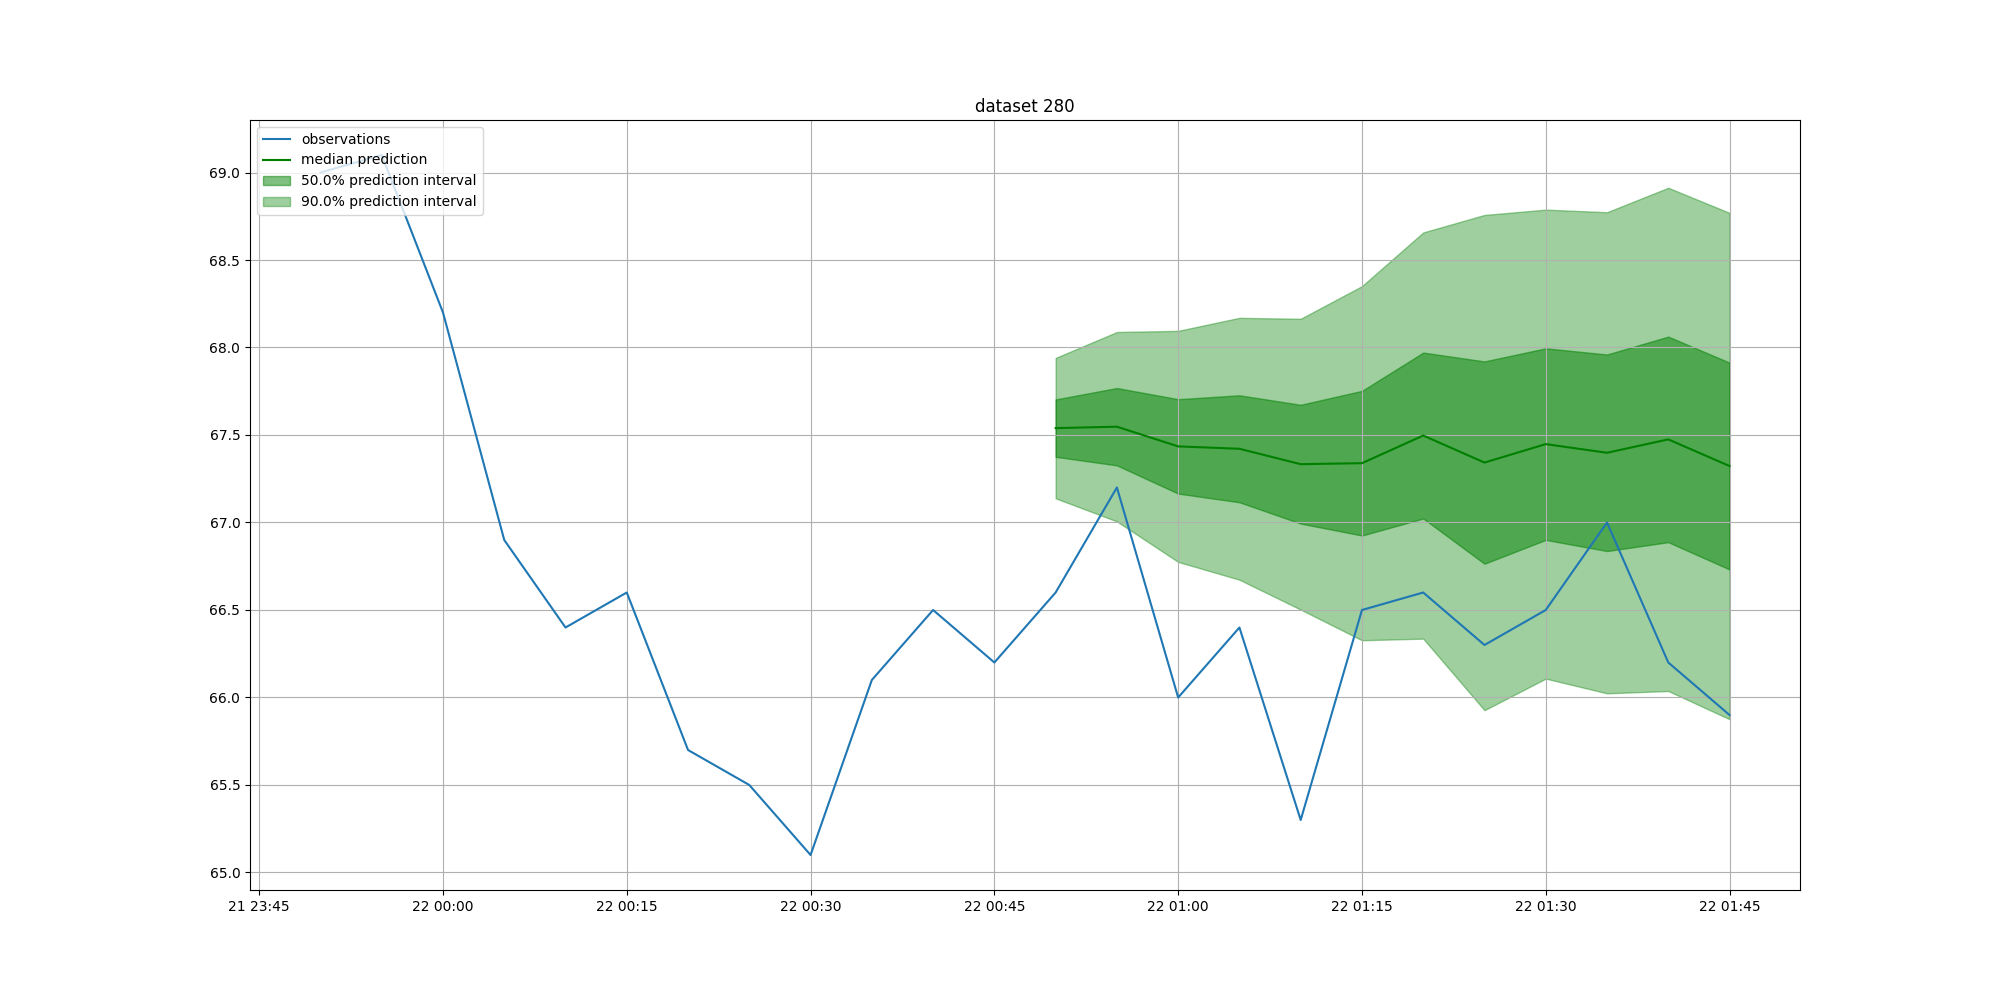 dataset 280
observations
median prediction
50.0% prediction interval
90.0% prediction interval
69.0
68.5
68.0
67.5
67.0
66.5
66.0
65.5
65.0
21 23:45 22 00:00 22 00:15 22 00:30 22 00:45 22 01:00 22 01:15 22 01:30 22 01:45